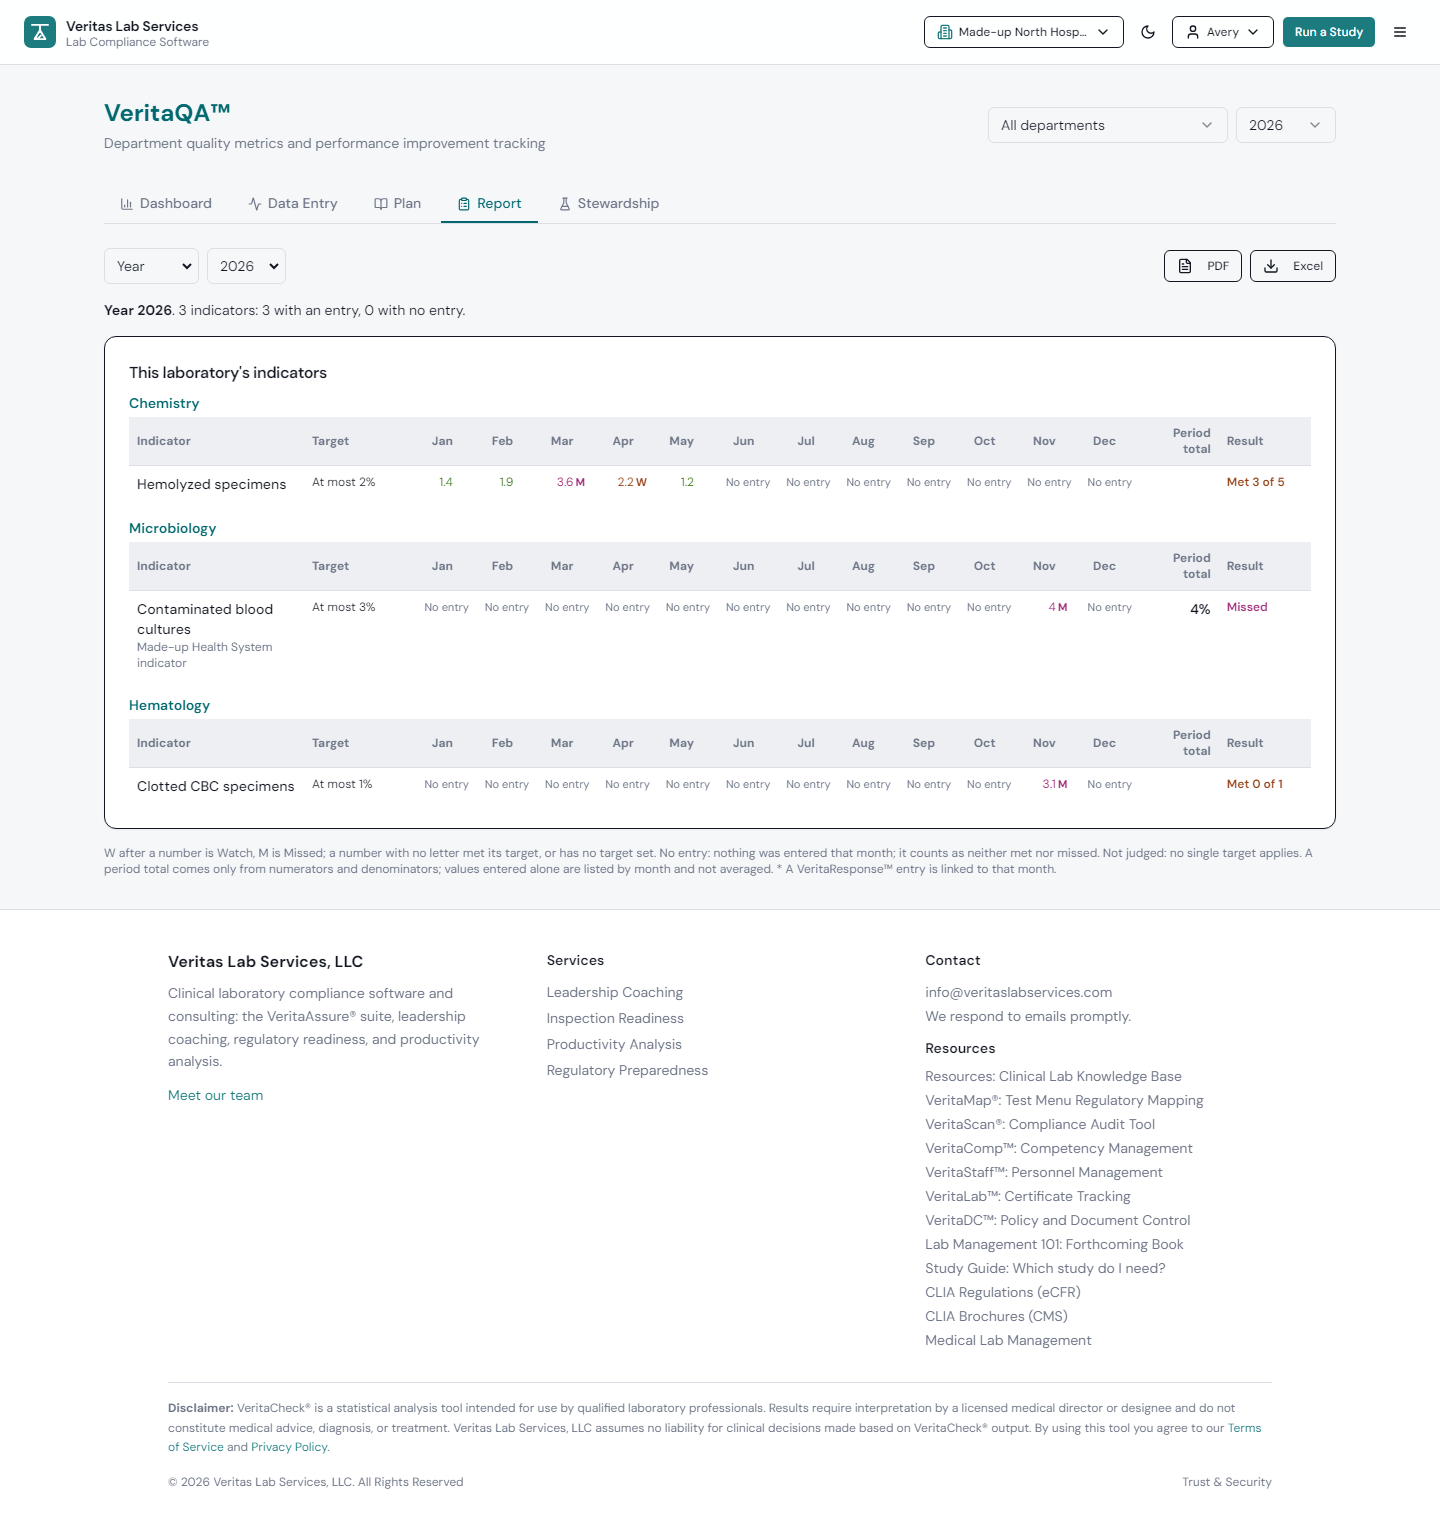 Veritas Lab Services
Lab Compliance Software
Made-up North Hosp...
Avery
Run a Study
VeritaQA™
Department quality metrics and performance improvement tracking
All departments
2026
Dashboard
Data Entry
Plan
Report
Stewardship
Year
2026
PDF
Excel
Year 2026. 3 indicators: 3 with an entry, 0 with no entry.
This laboratory's indicators
Chemistry
Indicator Target Jan Feb Mar Apr May Jun Jul Aug Sep Oct Nov Dec Period total Result
Hemolyzed specimens At most 2% 1.4 1.9 3.6 M 2.2 W 1.2 No entry No entry No entry No entry No entry No entry No entry Met 3 of 5
Microbiology
Indicator Target Jan Feb Mar Apr May Jun Jul Aug Sep Oct Nov Dec Period total Result
Contaminated blood cultures At most 3% No entry No entry No entry No entry No entry No entry No entry No entry No entry No entry 4 M No entry 4% Missed
Made-up Health System indicator
Hematology
Indicator Target Jan Feb Mar Apr May Jun Jul Aug Sep Oct Nov Dec Period total Result
Clotted CBC specimens At most 1% No entry No entry No entry No entry No entry No entry No entry No entry No entry No entry 3.1 M No entry Met 0 of 1
W after a number is Watch, M is Missed; a number with no letter met its target, or has no target set. No entry: nothing was entered that month; it counts as neither met nor missed. Not judged: no single target applies. A
period total comes only from numerators and denominators; values entered alone are listed by month and not averaged. * A VeritaResponse™ entry is linked to that month.
Veritas Lab Services, LLC
Clinical laboratory compliance software and
consulting: the VeritaAssure® suite, leadership
coaching, regulatory readiness, and productivity
analysis.
Meet our team
Services
Leadership Coaching
Inspection Readiness
Productivity Analysis
Regulatory Preparedness
Contact
info@veritaslabservices.com
We respond to emails promptly.
Resources
Resources: Clinical Lab Knowledge Base
VeritaMap®: Test Menu Regulatory Mapping
VeritaScan®: Compliance Audit Tool
VeritaComp™: Competency Management
VeritaStaff™: Personnel Management
VeritaLab™: Certificate Tracking
VeritaDC™: Policy and Document Control
Lab Management 101: Forthcoming Book
Study Guide: Which study do I need?
CLIA Regulations (eCFR)
CLIA Brochures (CMS)
Medical Lab Management
Disclaimer: VeritaCheck® is a statistical analysis tool intended for use by qualified laboratory professionals. Results require interpretation by a licensed medical director or designee and do not
constitute medical advice, diagnosis, or treatment. Veritas Lab Services, LLC assumes no liability for clinical decisions made based on VeritaCheck® output. By using this tool you agree to our Terms
of Service and Privacy Policy.
© 2026 Veritas Lab Services, LLC. All Rights Reserved
Trust & Security